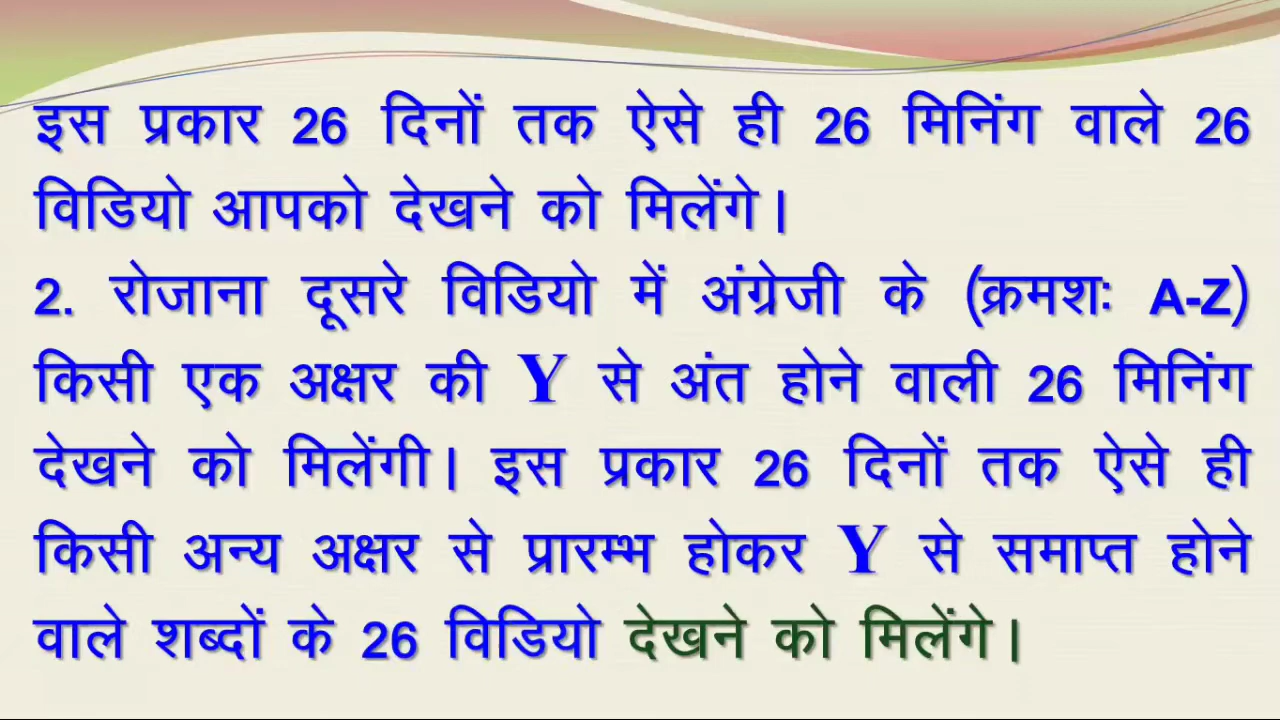 इस प्रकार 26 दिनों तक ऐसे ही 26 मिनिंग वाले 26
विडियो आपको देखने को मिलेंगे।
2. रोजाना दूसरे विडियो में अंग्रेजी के (क्रमशः A-Z)
किसी एक अक्षर की Y से अंत होने वाली 26 मिनिंग
देखने को मिलेंगी। इस प्रकार 26 दिनों तक ऐसे ही
किसी अन्य अक्षर से प्रारम्भ होकर Y से समाप्त होने
वाले शब्दों के 26 विडियो देखने को मिलेंगे।